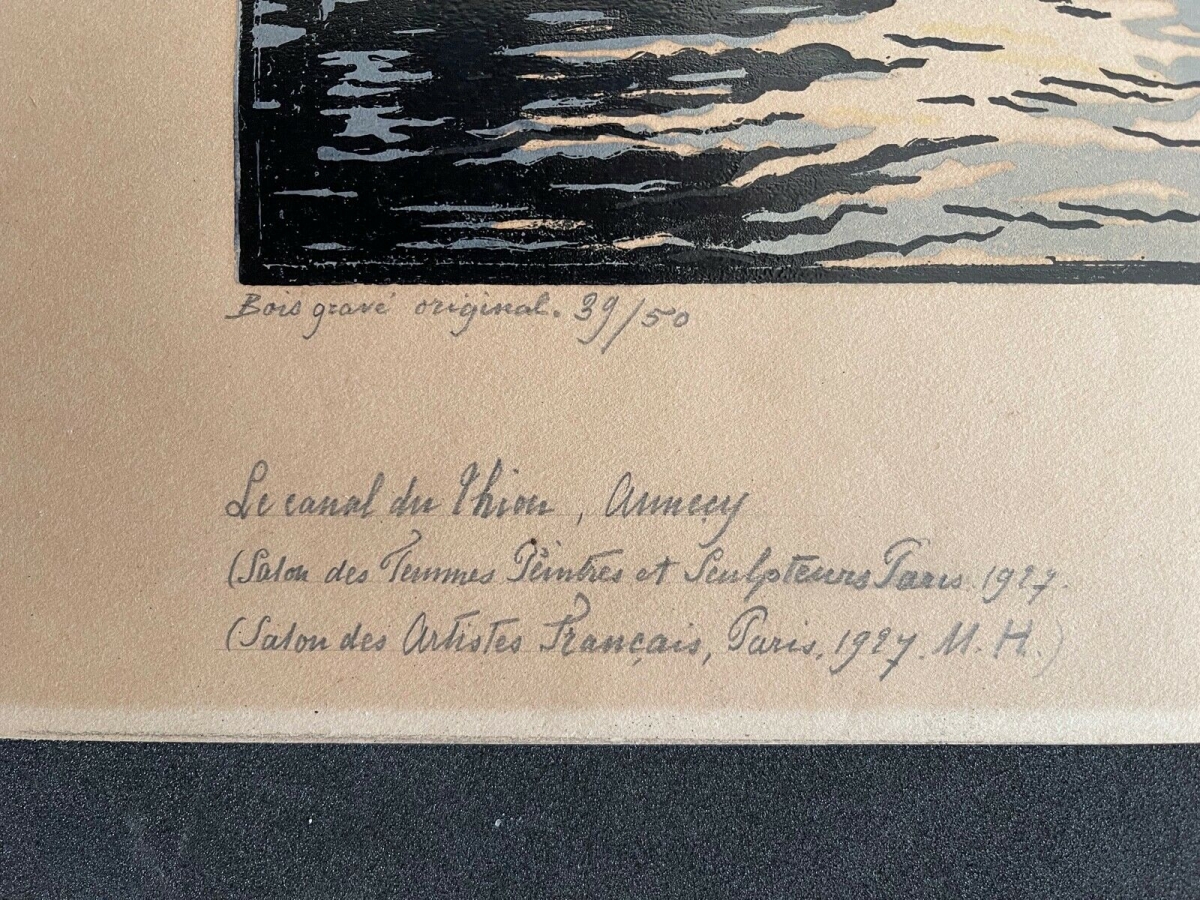 Bois gravé original. 39/50
Le canal du Thiou, Annecy
(Salon des Femmes Peintres et Sculpteurs Paris 1927.
(Salon des Artistes Français, Paris, 1927. M. H.)